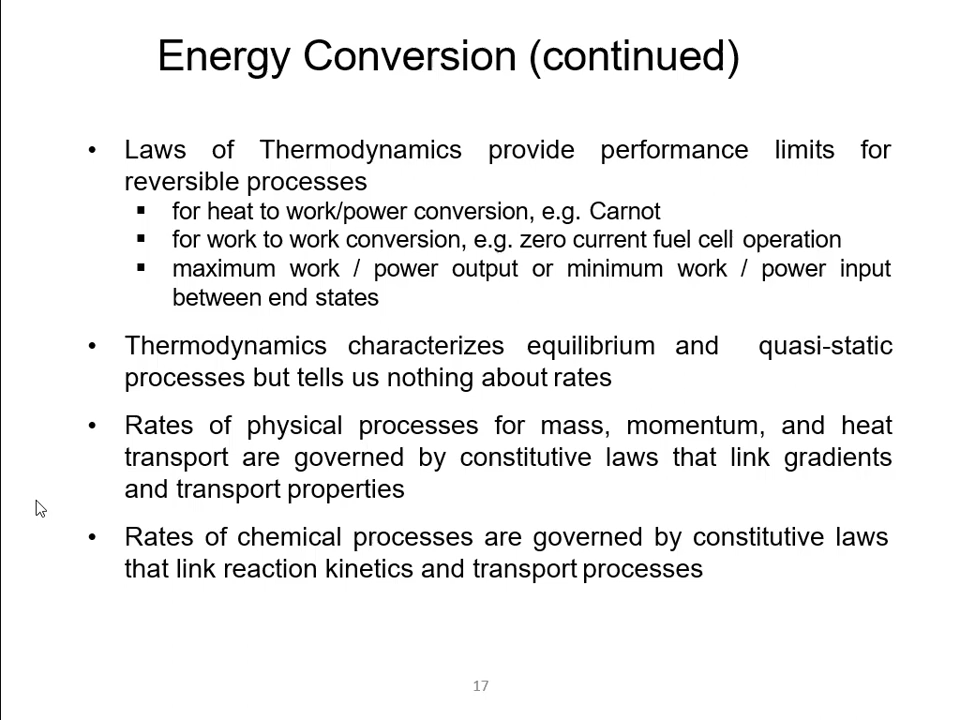 Energy Conversion (continued)
• Laws of Thermodynamics provide performance limits for
reversible processes
▪ for heat to work/power conversion, e.g. Carnot
▪ for work to work conversion, e.g. zero current fuel cell operation
▪ maximum work / power output or minimum work / power input
between end states
• Thermodynamics characterizes equilibrium and quasi-static
processes but tells us nothing about rates
• Rates of physical processes for mass, momentum, and heat
transport are governed by constitutive laws that link gradients
and transport properties
• Rates of chemical processes are governed by constitutive laws
that link reaction kinetics and transport processes
17